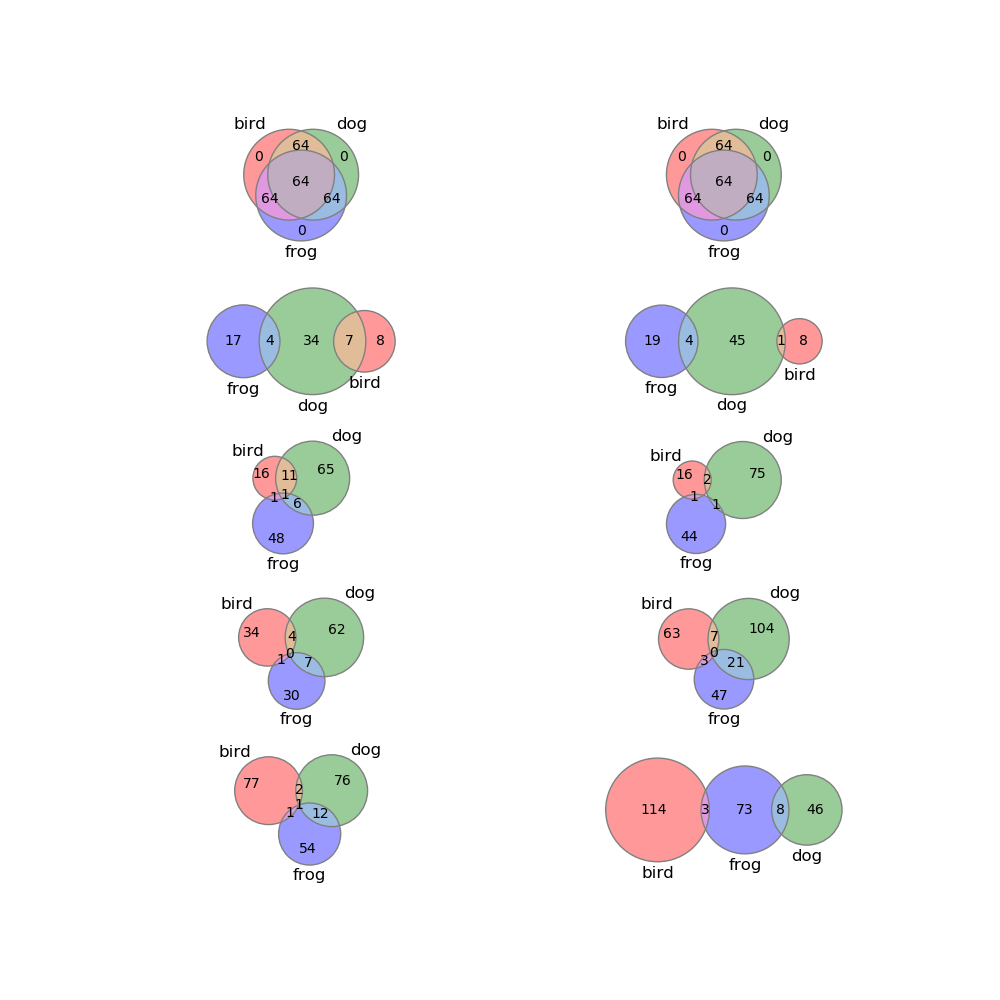 bird dog
0 64 0
64
64 64
0
frog
bird dog
0 64 0
64
64 64
0
frog
17 4 34 7 8
frog dog bird
19 4 45 1 8
frog dog bird
bird dog
16 11 65
1 1 6
48
frog
bird dog
16 2 75
1 1
44
frog
bird dog
34 4 62
1 0 7
30
frog
bird dog
63 7 104
3 0 21
47
frog
bird dog
77 2 76
1 1 12
54
frog
114 3 73 8 46
bird frog dog